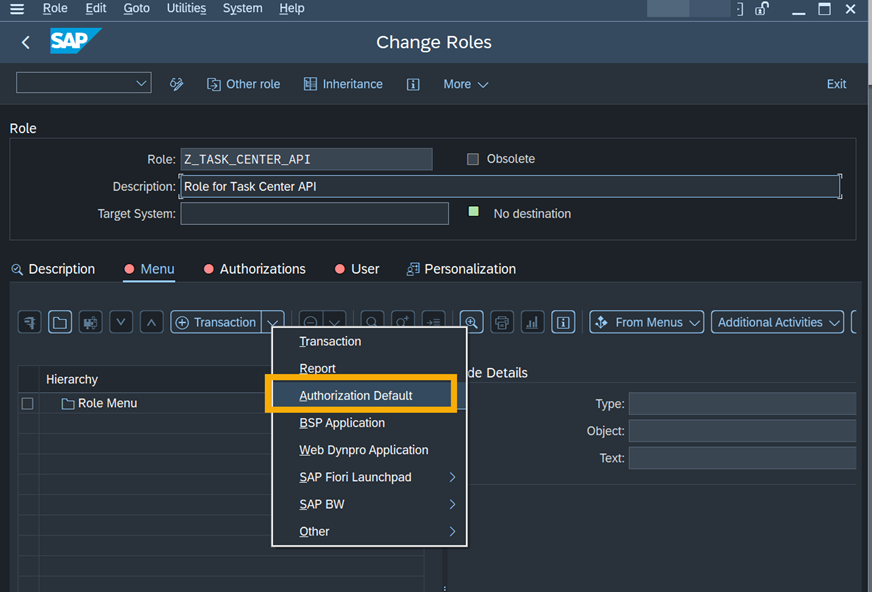 Role Edit Goto Utilities System Help
SAP Change Roles
Other role Inheritance More Exit
Role
Role: Z_TASK_CENTER_API Obsolete
Description: Role for Task Center API
Target System: No destination
Description Menu Authorizations User Personalization
Transaction From Menus Additional Activities
Transaction
Report
de Details
Hierarchy
Authorization Default
Type:
Role Menu
BSP Application
Object:
Web Dynpro Application
Text:
SAP Fiori Launchpad
SAP BW
Other